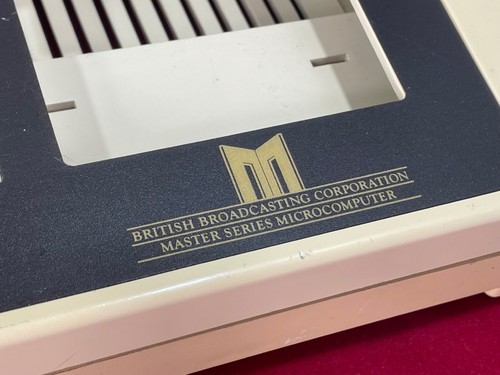 BRITISH BROADCASTING CORPORATION
MASTER SERIES MICROCOMPUTER